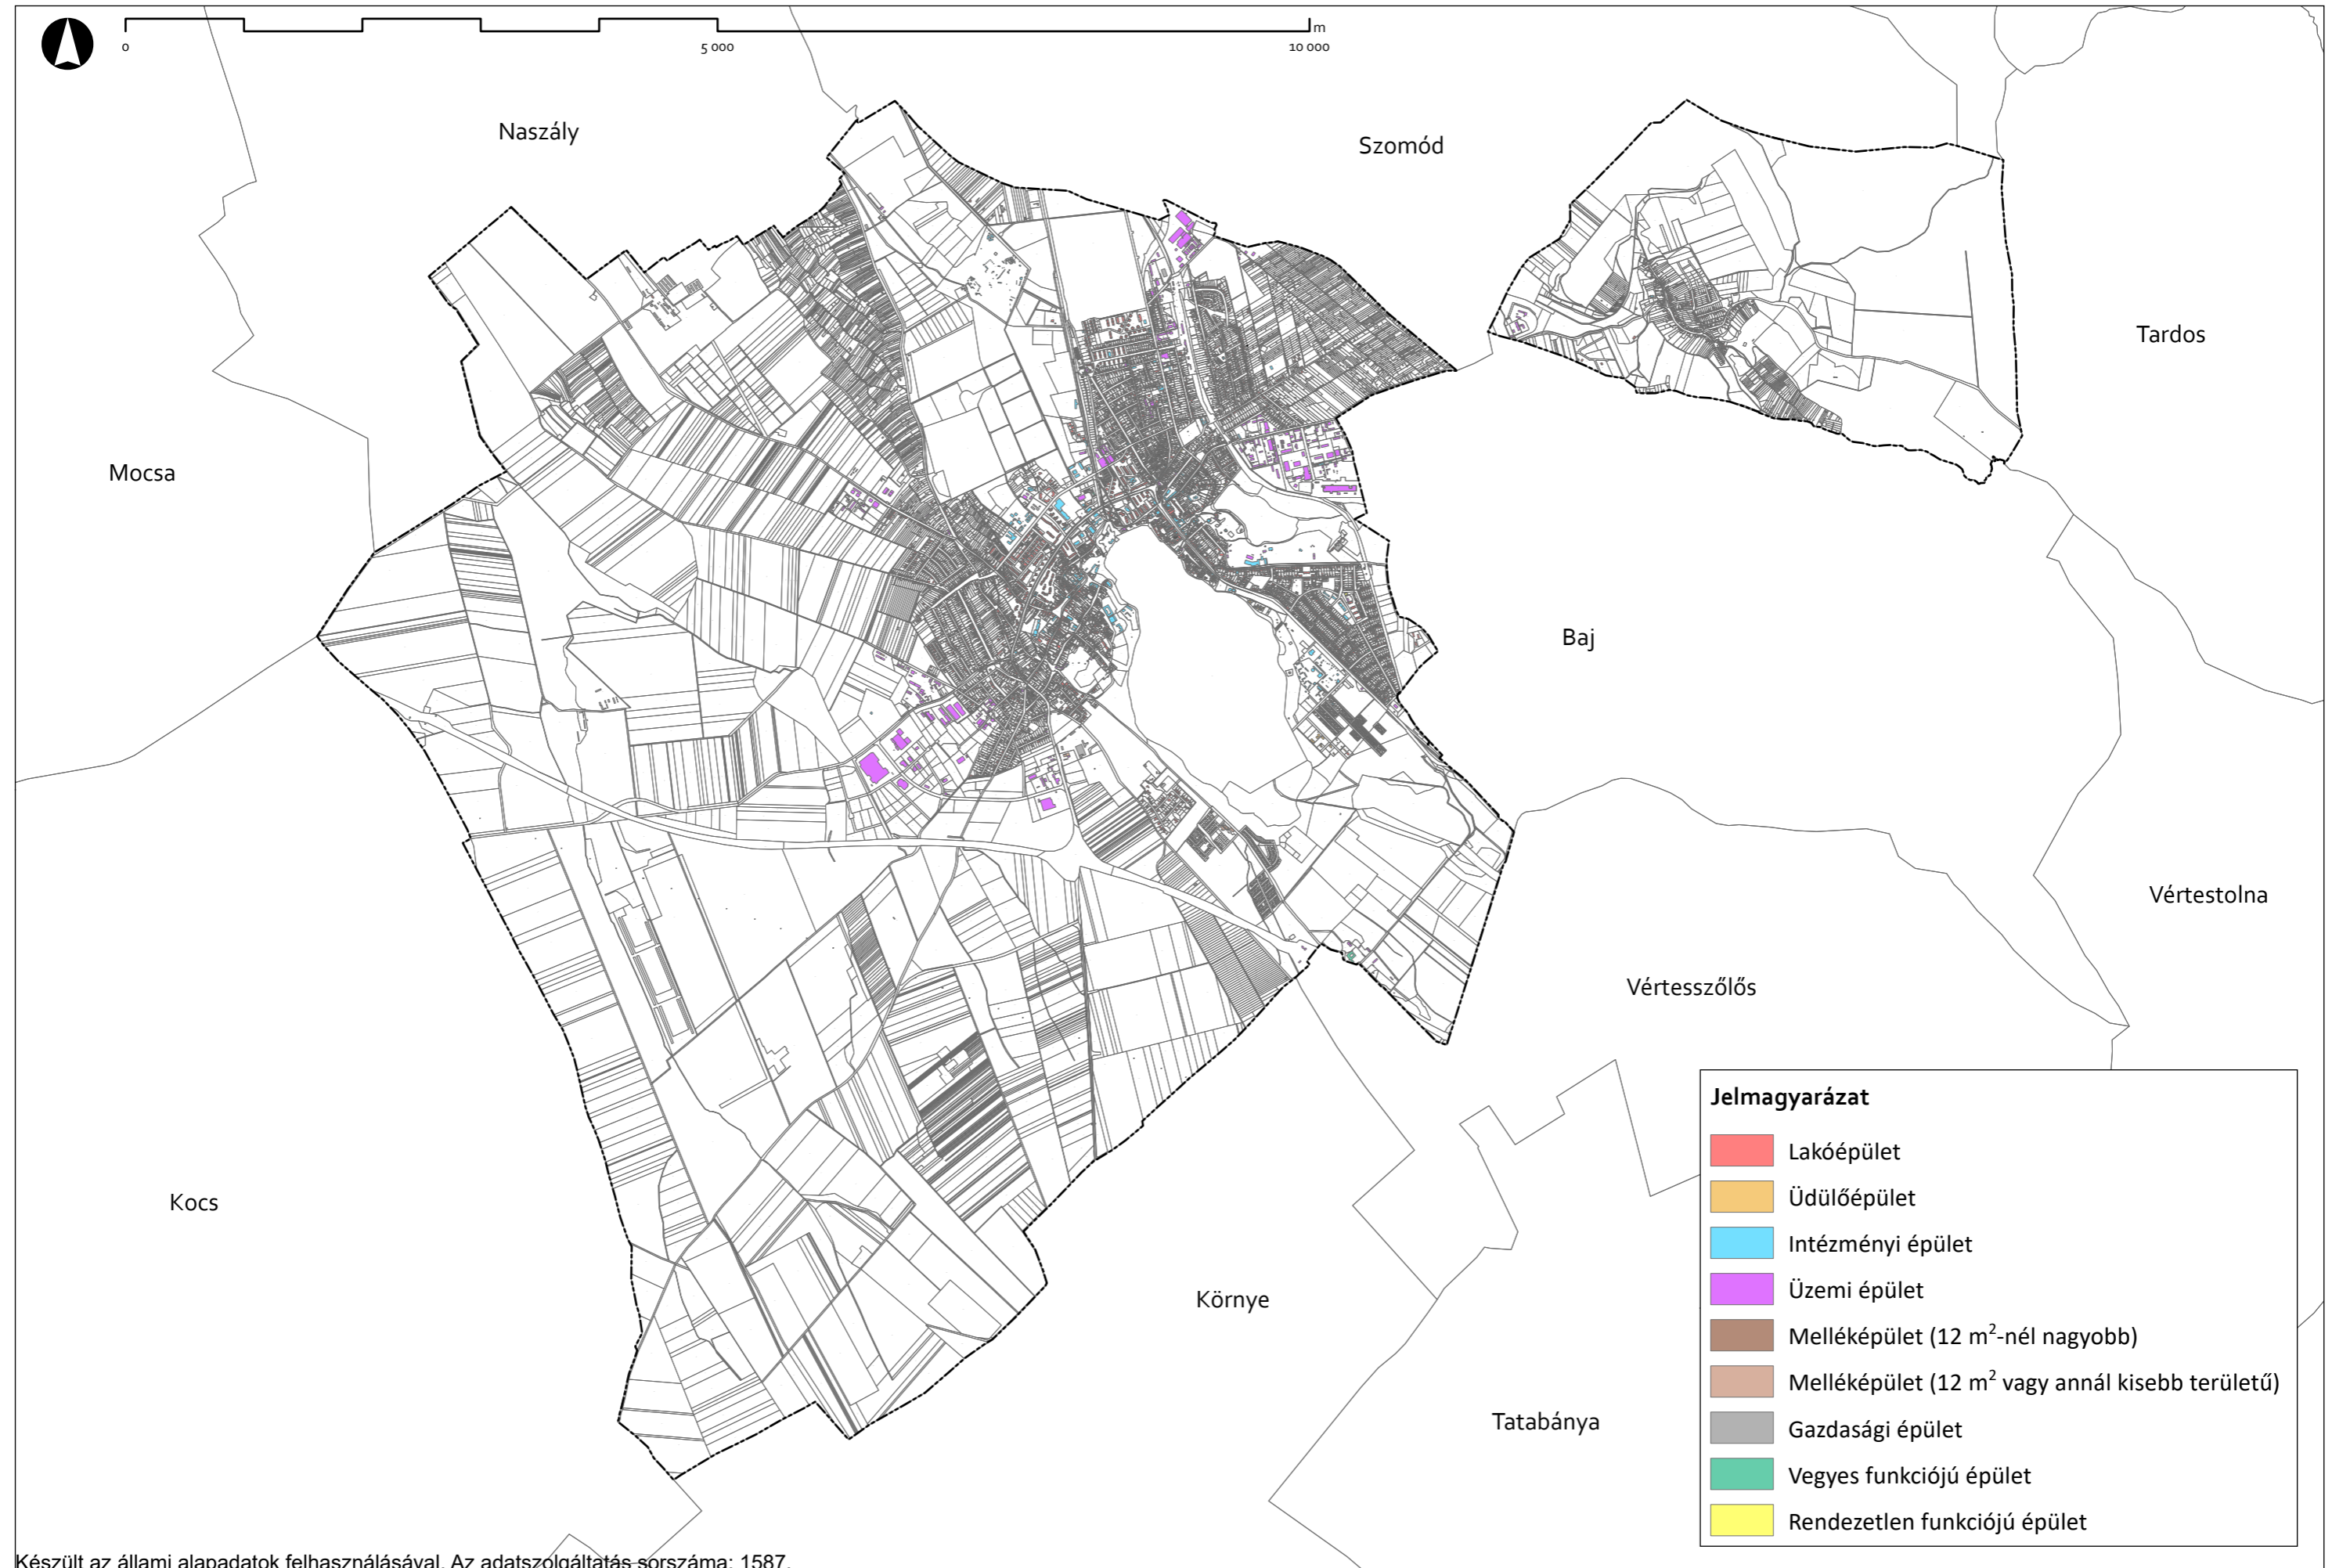 m
0
5 000
10 000
Naszály
Szomód
Tardos
Mocsa
Baj
Vértestolna
Vértesszőlős
Kocs
Környe
Tatabánya
Jelmagyarázat
Lakóépület
Üdülőépület
Intézményi épület
Üzemi épület
Melléképület (12 m²-nél nagyobb)
Melléképület (12 m² vagy annál kisebb területű)
Gazdasági épület
Vegyes funkciójú épület
Rendezetlen funkciójú épület
Készült az állami alapadatok felhasználásával. Az adatszolgáltatás sorszáma: 1587.